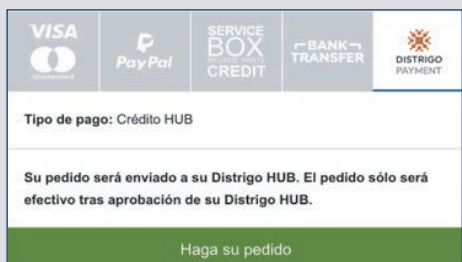 VISA
mastercard
PayPal
SERVICE
BOX
CREDIT
BANK
TRANSFER
DISTRIGO
PAYMENT
Tipo de pago: Crédito HUB
Su pedido será enviado a su Distrigo HUB. El pedido sólo será
efectivo tras aprobación de su Distrigo HUB.
Haga su pedido